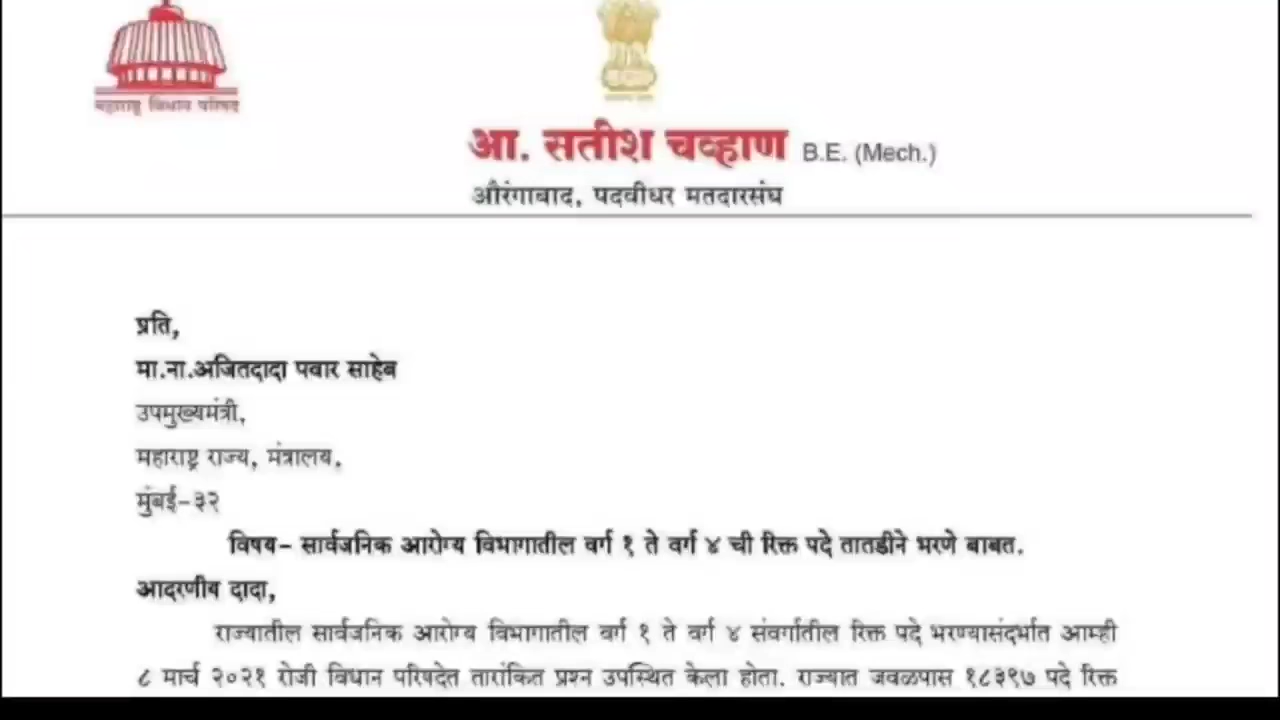 महाराष्ट्र विधान परिषद
आ. सतीश चव्हाण B.E. (Mech.)
औरंगाबाद, पदवीधर मतदारसंघ
प्रति,
मा.ना.अजितदादा पवार साहेब
उपमुख्यमंत्री,
महाराष्ट्र राज्य, मंत्रालय,
मुंबई-३२
विषय- सार्वजनिक आरोग्य विभागातील वर्ग १ ते वर्ग ४ ची रिक्त पदे तातडीने भरणे बाबत.
आदरणीय दादा,
राज्यातील सार्वजनिक आरोग्य विभागातील वर्ग १ ते वर्ग ४ संवर्गातील रिक्त पदे भरण्यासंदर्भात आम्ही
८ मार्च २०२१ रोजी विधान परिषदेत तारांकित प्रश्न उपस्थित केला होता. राज्यात जवळपास १८३९७ पदे रिक्त